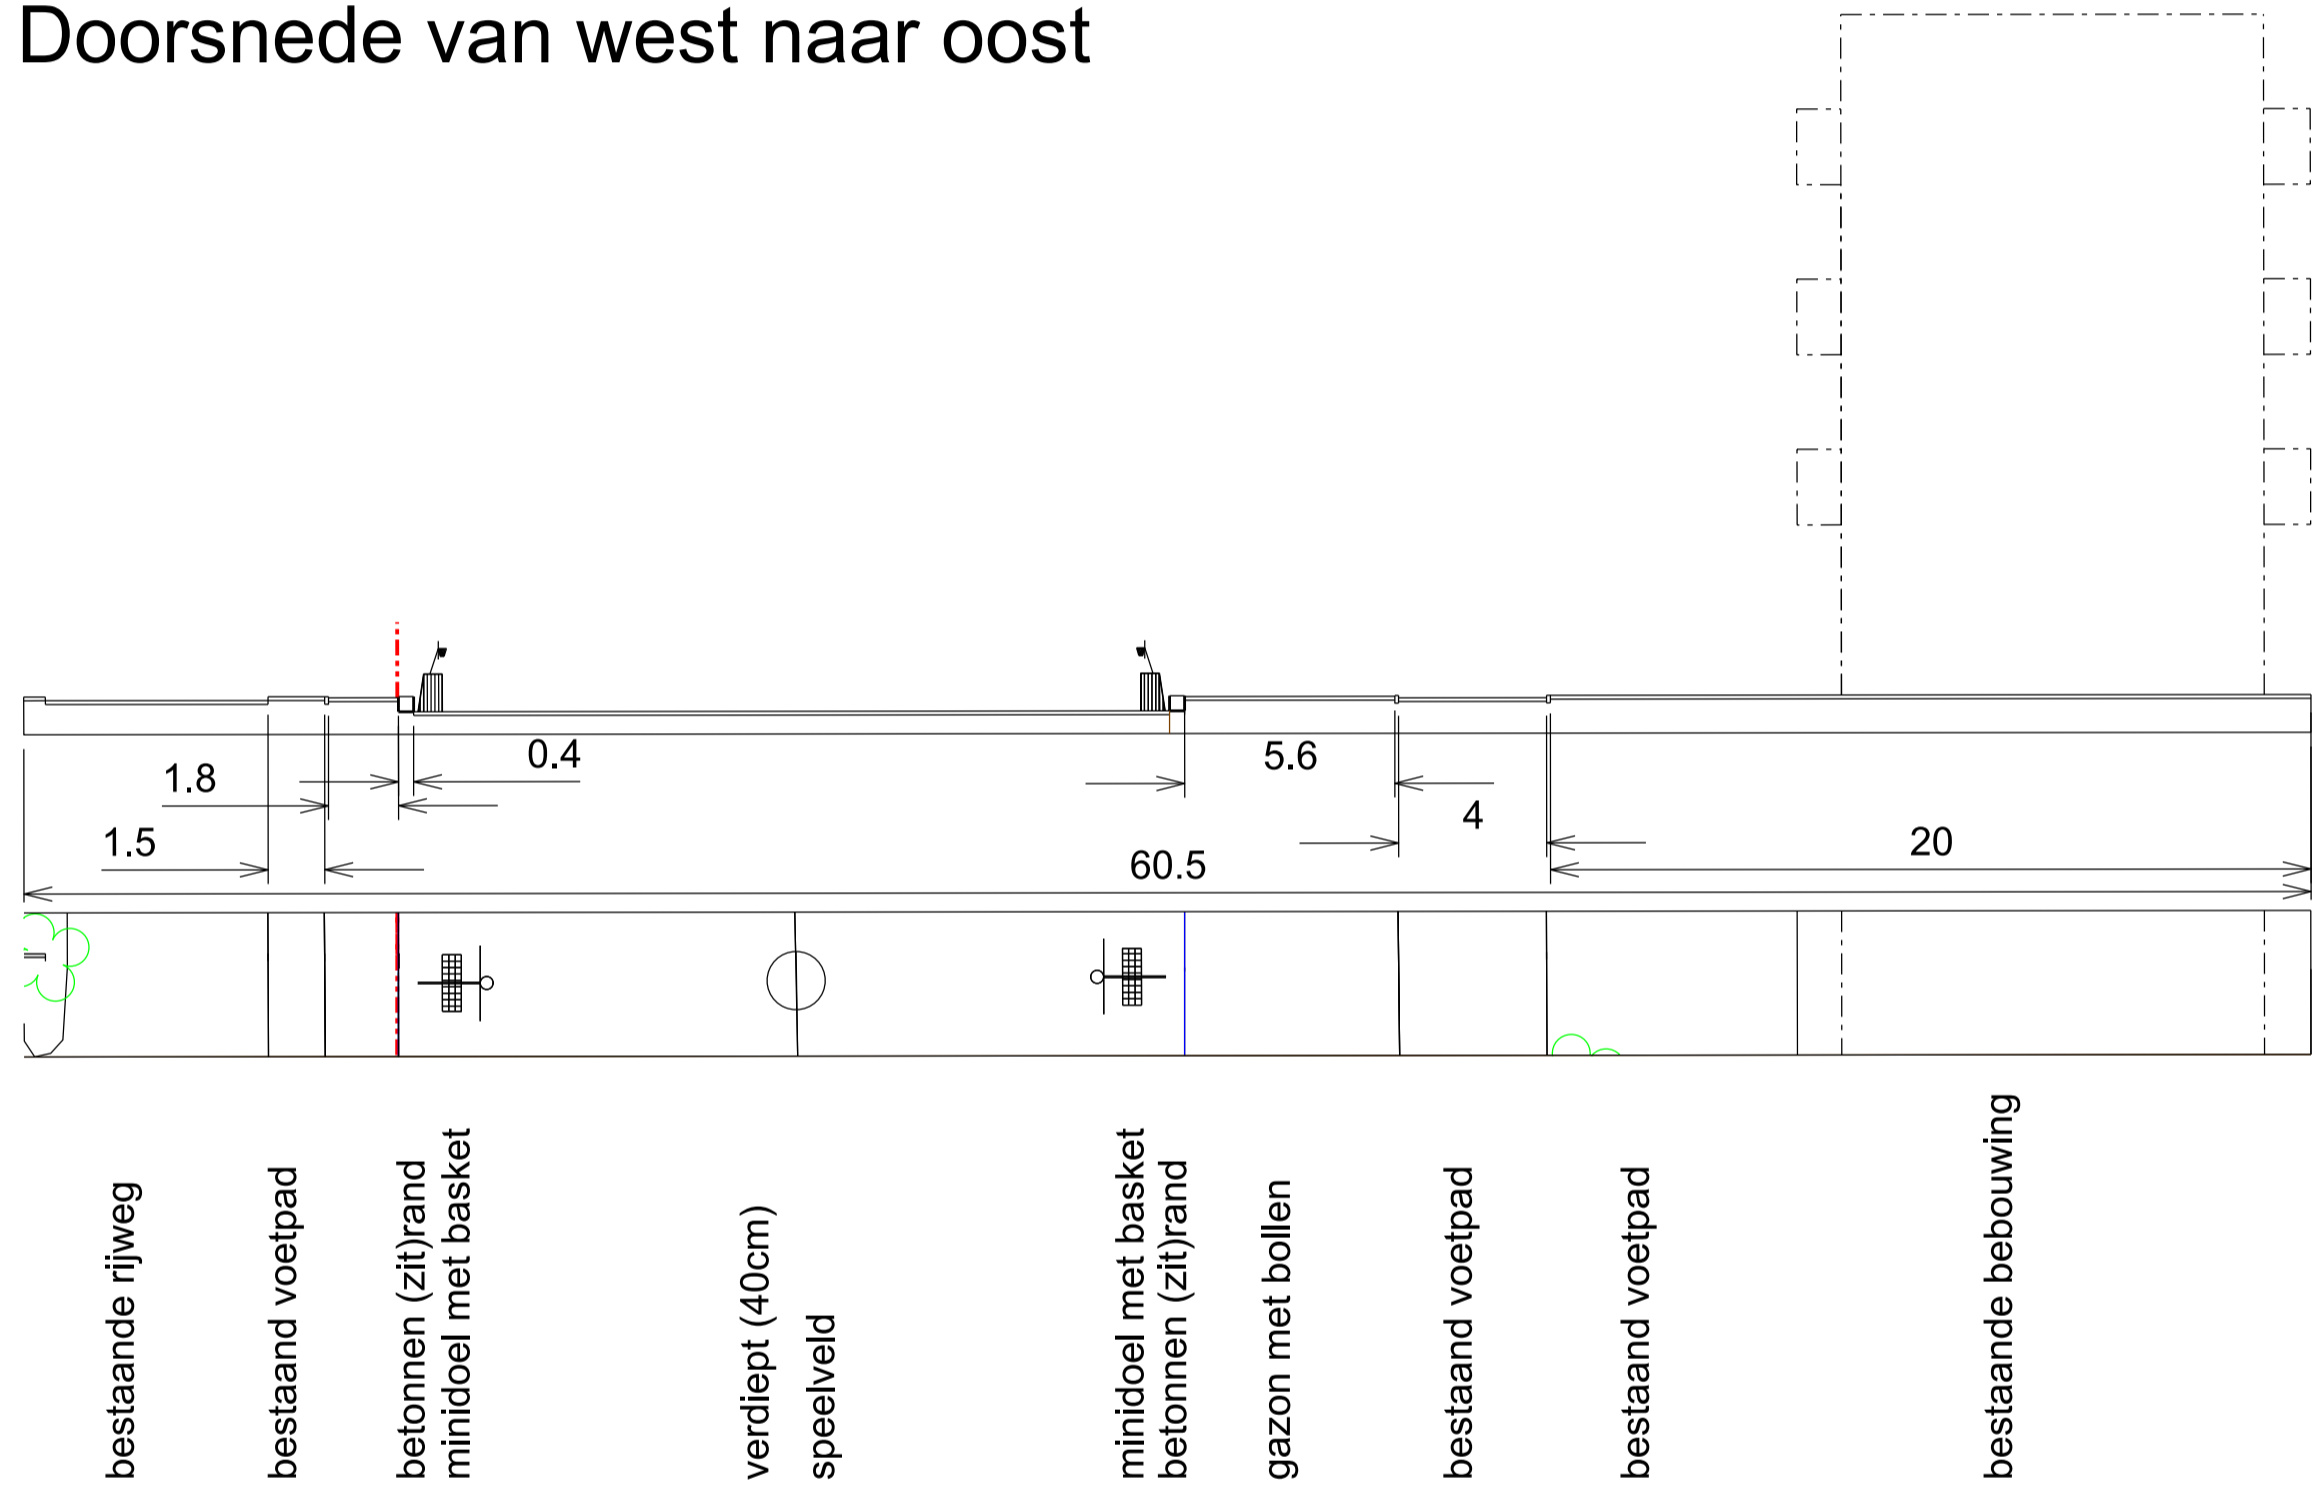 Doorsnede van west naar oost
0.4
5.6
1.8
4
1.5
60.5
20
bestaande rijweg
bestaand voetpad
betonnen (zit)rand
minidoel met basket
verdiept (40cm)
speelveld
minidoel met basket
betonnen (zit)rand
gazon met bollen
bestaand voetpad
bestaand voetpad
bestaande bebouwing